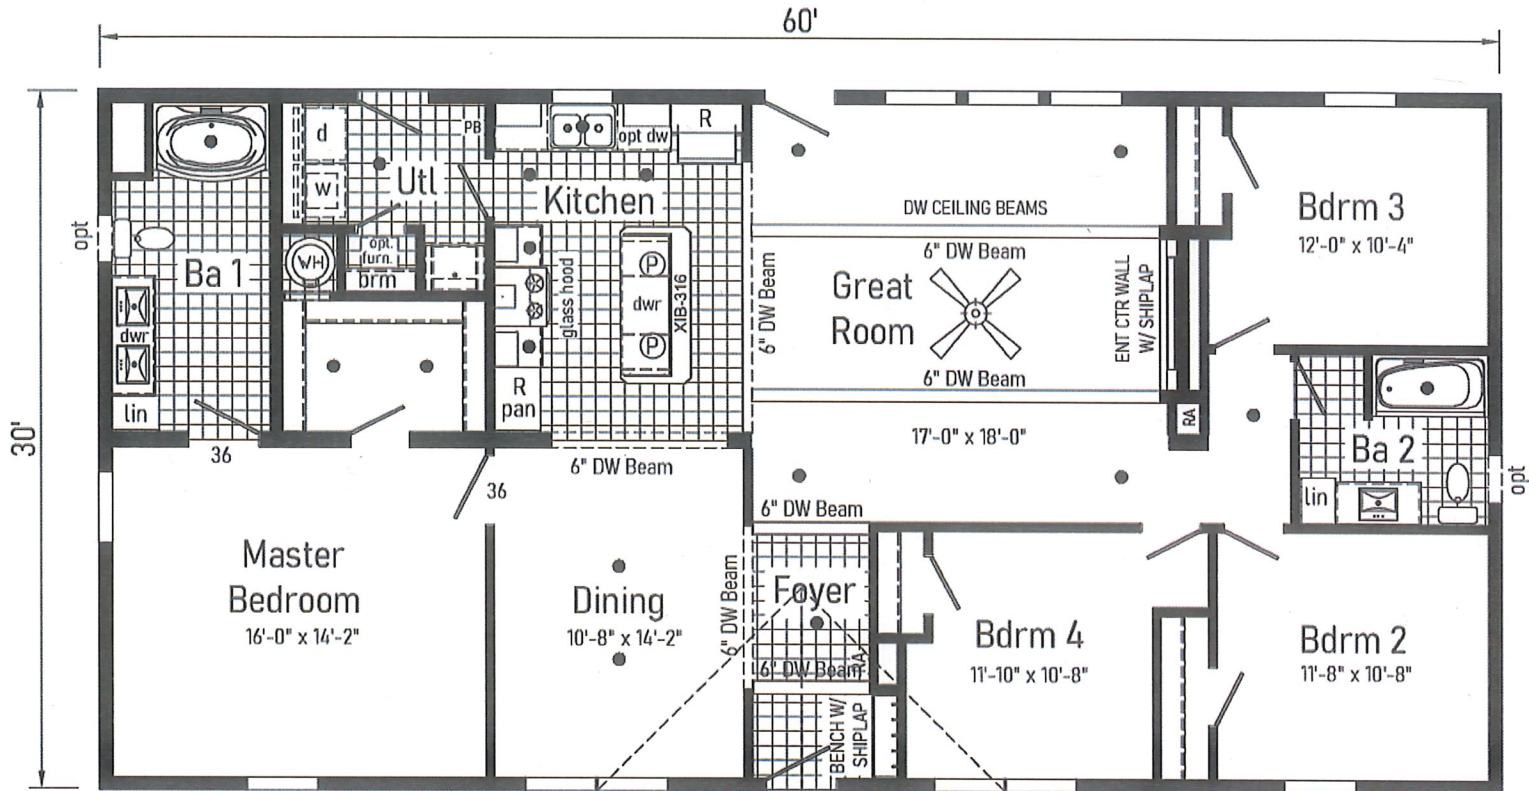 60'
30'
d
w
PB
Utl
opt dw
R
Kitchen
opt
Ba 1
WH
opt.
furn.
brm
glass hood
P
dwr
P
XIB-316
dwr
lin
R
pan
36
36
DW CEILING BEAMS
6" DW Beam
6" DW Beam
Great
Room
6" DW Beam
17'-0" x 18'-0"
ENT CTR WALL
W/ SHIPLAP
RA
Bdrm 3
12'-0" x 10'-4"
Ba 2
lin
opt
6" DW Beam
6" DW Beam
Master
Bedroom
16'-0" x 14'-2"
Dining
10'-8" x 14'-2"
6" DW Beam
Foyer
6" DW Beam
RA
BENCH W/
SHIPLAP
Bdrm 4
11'-10" x 10'-8"
Bdrm 2
11'-8" x 10'-8"